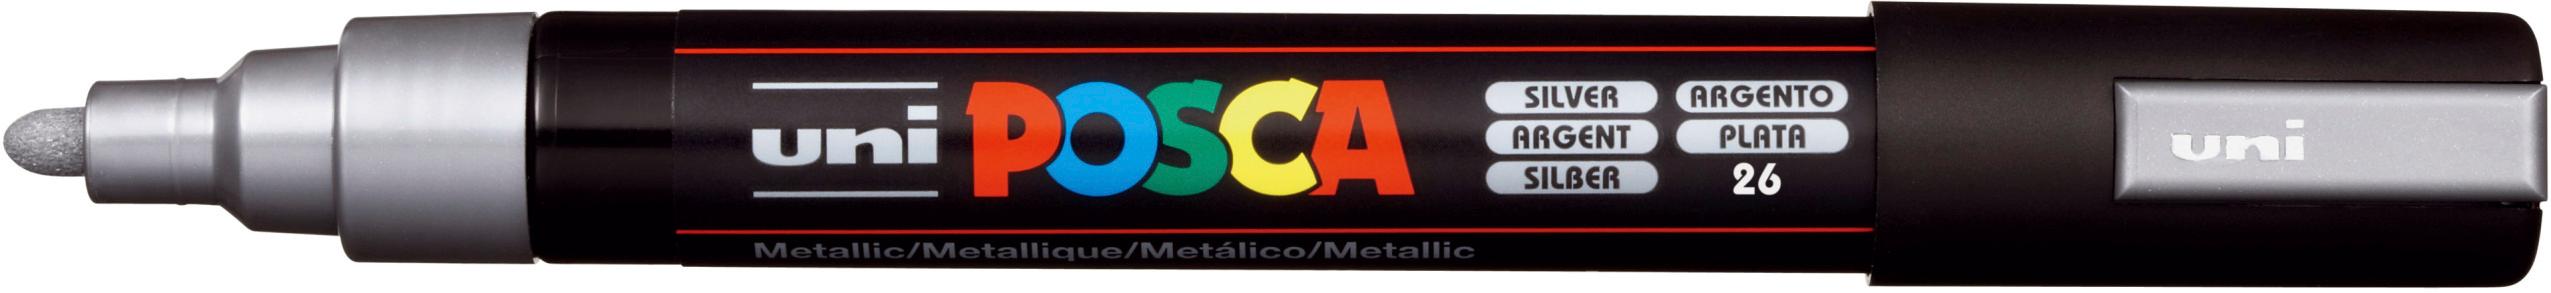 uni POSCA
SILVER ARGENTO
ARGENT PLATA
SILBER 26
Metallic/Metallique/Metálico/Metallic
uni